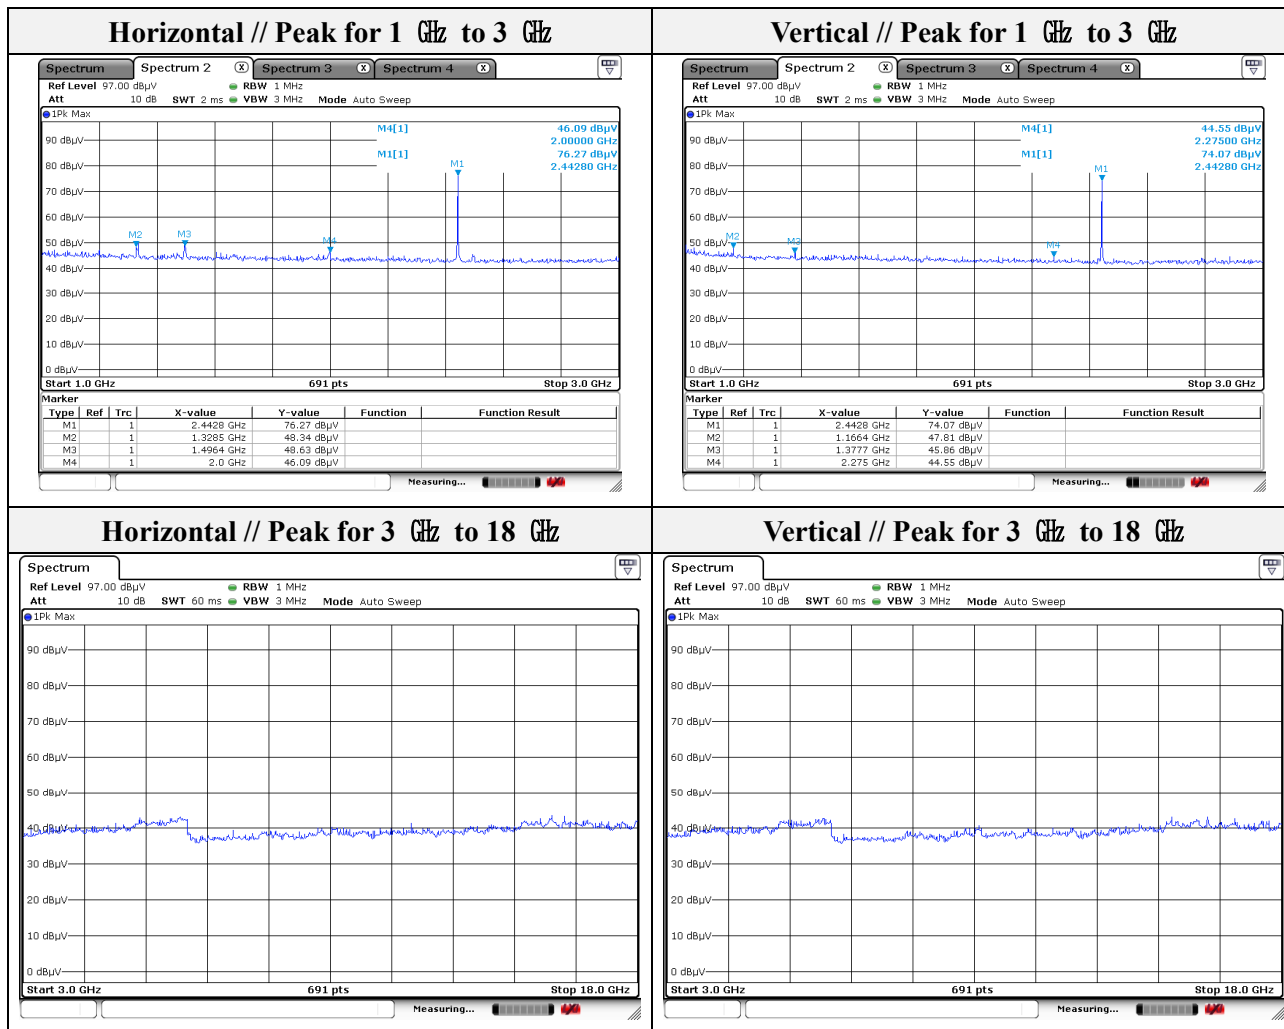 Horizontal // Peak for 1 ㎓ to 3 ㎓
Spectrum Spectrum 2 X Spectrum 3 X Spectrum 4 X
Ref Level 97.00 dBµV RBW 1 MHz
Att 10 dB SWT 2 ms VBW 3 MHz Mode Auto Sweep
1Pk Max
M4[1] 46.09 dBµV
2.00000 GHz
90 dBµV
M1[1] 76.27 dBµV
2.44280 GHz
80 dBµV
M1
70 dBµV
60 dBµV
50 dBµV
M2 M3 M4
40 dBµV
30 dBµV
20 dBµV
10 dBµV
0 dBµV
Start 1.0 GHz 691 pts Stop 3.0 GHz
Marker
Type Ref Trc X-value Y-value Function Function Result
M1 1 2.4428 GHz 76.27 dBµV
M2 1 1.3285 GHz 48.34 dBµV
M3 1 1.4964 GHz 48.63 dBµV
M4 1 2.0 GHz 46.09 dBµV
Measuring...
Vertical // Peak for 1 ㎓ to 3 ㎓
Spectrum Spectrum 2 X Spectrum 3 X Spectrum 4 X
Ref Level 97.00 dBµV RBW 1 MHz
Att 10 dB SWT 2 ms VBW 3 MHz Mode Auto Sweep
1Pk Max
M4[1] 44.55 dBµV
2.27500 GHz
90 dBµV
M1[1] 74.07 dBµV
2.44280 GHz
80 dBµV
M1
70 dBµV
60 dBµV
50 dBµV
M2 M3 M4
40 dBµV
30 dBµV
20 dBµV
10 dBµV
0 dBµV
Start 1.0 GHz 691 pts Stop 3.0 GHz
Marker
Type Ref Trc X-value Y-value Function Function Result
M1 1 2.4428 GHz 74.07 dBµV
M2 1 1.1664 GHz 47.81 dBµV
M3 1 1.3777 GHz 45.86 dBµV
M4 1 2.275 GHz 44.55 dBµV
Measuring...
Horizontal // Peak for 3 ㎓ to 18 ㎓
Spectrum
Ref Level 97.00 dBµV RBW 1 MHz
Att 10 dB SWT 60 ms VBW 3 MHz Mode Auto Sweep
1Pk Max
90 dBµV
80 dBµV
70 dBµV
60 dBµV
50 dBµV
40 dBµV
30 dBµV
20 dBµV
10 dBµV
0 dBµV
Start 3.0 GHz 691 pts Stop 18.0 GHz
Measuring...
Vertical // Peak for 3 ㎓ to 18 ㎓
Spectrum
Ref Level 97.00 dBµV RBW 1 MHz
Att 10 dB SWT 60 ms VBW 3 MHz Mode Auto Sweep
1Pk Max
90 dBµV
80 dBµV
70 dBµV
60 dBµV
50 dBµV
40 dBµV
30 dBµV
20 dBµV
10 dBµV
0 dBµV
Start 3.0 GHz 691 pts Stop 18.0 GHz
Measuring...